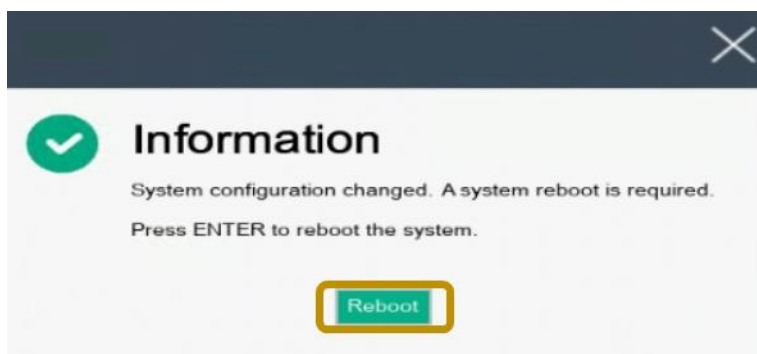 Information
System configuration changed. A system reboot is required.
Press ENTER to reboot the system.
Reboot